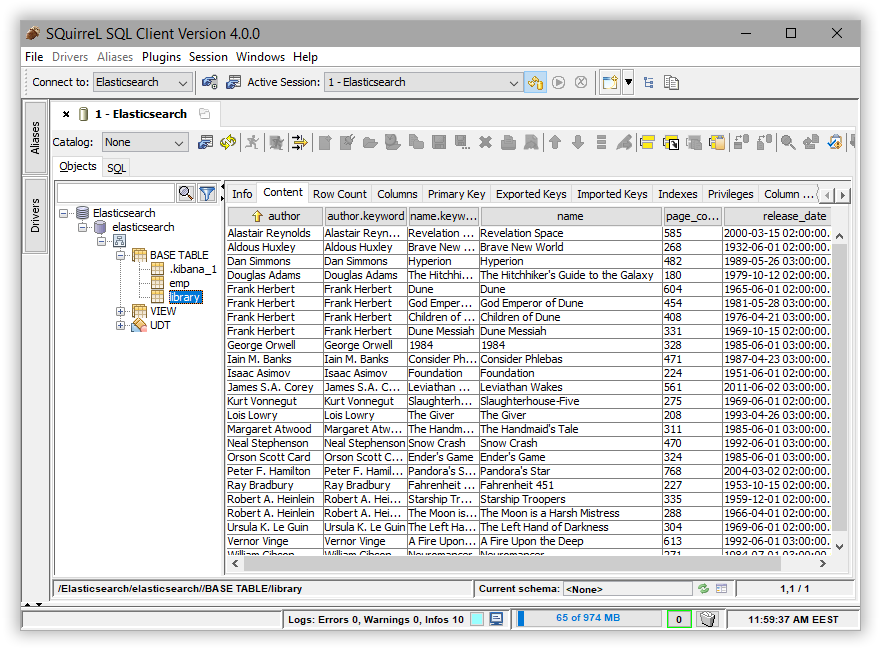 SQuirreL SQL Client Version 4.0.0
File Drivers Aliases Plugins Session Windows Help
Connect to: Elasticsearch Active Session: 1 - Elasticsearch
Aliases
Drivers
1 - Elasticsearch
Catalog: None
Objects SQL
Elasticsearch
elasticsearch
BASE TABLE
.kibana_1
emp
library
VIEW
UDT
Info Content Row Count Columns Primary Key Exported Keys Imported Keys Indexes Privileges Column ...
author author.keyword name.keyw... name page_co... release_date
Alastair Reynolds Alastair Reyn... Revelation ... Revelation Space 585 2000-03-15 02:00:00.
Aldous Huxley Aldous Huxley Brave New ... Brave New World 268 1932-06-01 02:00:00.
Dan Simmons Dan Simmons Hyperion Hyperion 482 1989-05-26 03:00:00.
Douglas Adams Douglas Adams The Hitchhi... The Hitchhiker's Guide to the Galaxy 180 1979-10-12 02:00:00.
Frank Herbert Frank Herbert Dune Dune 604 1965-06-01 02:00:00.
Frank Herbert Frank Herbert God Emper... God Emperor of Dune 454 1981-05-28 03:00:00.
Frank Herbert Frank Herbert Children of ... Children of Dune 408 1976-04-21 03:00:00.
Frank Herbert Frank Herbert Dune Messiah Dune Messiah 331 1969-10-15 02:00:00.
George Orwell George Orwell 1984 1984 328 1985-06-01 03:00:00.
Iain M. Banks Iain M. Banks Consider Ph... Consider Phlebas 471 1987-04-23 03:00:00.
Isaac Asimov Isaac Asimov Foundation Foundation 224 1951-06-01 02:00:00.
James S.A. Corey James S.A. C... Leviathan ... Leviathan Wakes 561 2011-06-02 03:00:00.
Kurt Vonnegut Kurt Vonnegut Slaughterh... Slaughterhouse-Five 275 1969-06-01 02:00:00.
Lois Lowry Lois Lowry The Giver The Giver 208 1993-04-26 03:00:00.
Margaret Atwood Margaret Atw... The Handm... The Handmaid's Tale 311 1985-06-01 03:00:00.
Neal Stephenson Neal Stephenson Snow Crash Snow Crash 470 1992-06-01 03:00:00.
Orson Scott Card Orson Scott C... Ender's Game Ender's Game 324 1985-06-01 03:00:00.
Peter F. Hamilton Peter F. Hamil... Pandora's S... Pandora's Star 768 2004-03-02 02:00:00.
Ray Bradbury Ray Bradbury Fahrenheit ... Fahrenheit 451 227 1953-10-15 02:00:00.
Robert A. Heinlein Robert A. Hei... Starship Tr... Starship Troopers 335 1959-12-01 02:00:00.
Robert A. Heinlein Robert A. Hei... The Moon is... The Moon is a Harsh Mistress 288 1966-04-01 02:00:00.
Ursula K. Le Guin Ursula K. Le Guin The Left Ha... The Left Hand of Darkness 304 1969-06-01 02:00:00.
Vernor Vinge Vernor Vinge A Fire Upon... A Fire Upon the Deep 613 1992-06-01 03:00:00.
William Gibson William Gibson Neuromancer Neuromancer 271 1984-07-01 03:00:00.
/Elasticsearch/elasticsearch//BASE TABLE/library Current schema: <None> 1,1 / 1
Logs: Errors 0, Warnings 0, Infos 10 65 of 974 MB 0 11:59:37 AM EEST